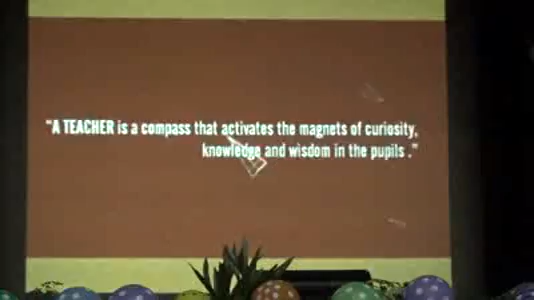 “A TEACHER is a compass that activates the magnets of curiosity,
knowledge and wisdom in the pupils .”